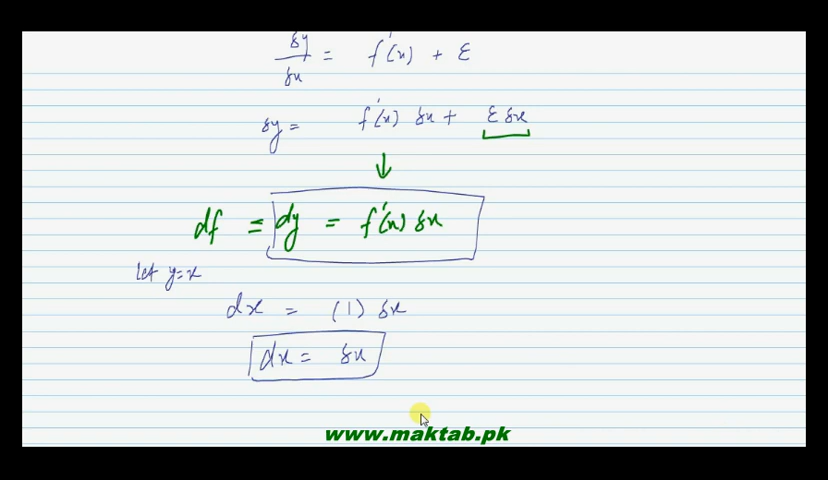 δy/δx = f'(x) + ε
δy = f'(x) δx + ε δx
↓
df = dy = f'(x) δx
let y=x
dx = (1) δx
dx = δx
www.maktab.pk